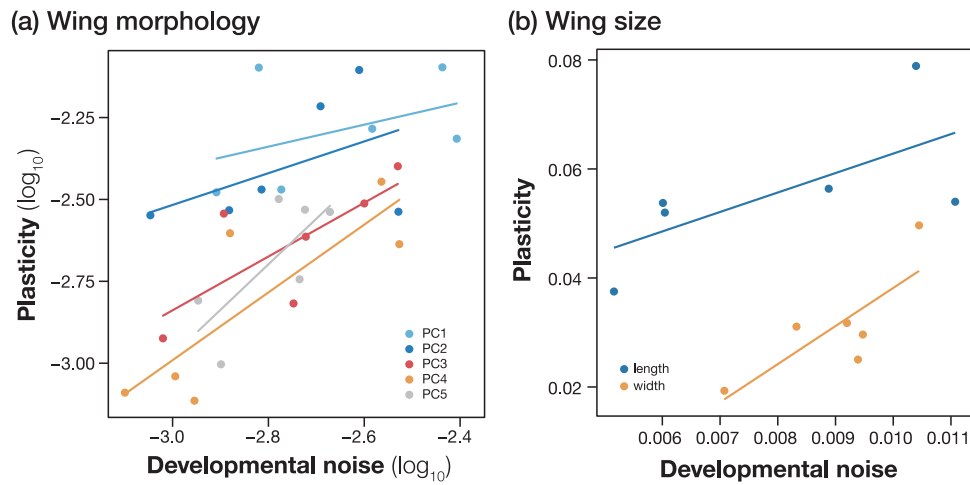 (a) Wing morphology
Plasticity (log10)
−2.25
−2.50
−2.75
−3.00
PC1
PC2
PC3
PC4
PC5
−3.0 −2.8 −2.6 −2.4
Developmental noise (log10)
(b) Wing size
Plasticity
0.08
0.06
0.04
0.02
length
width
0.006 0.007 0.008 0.009 0.010 0.011
Developmental noise